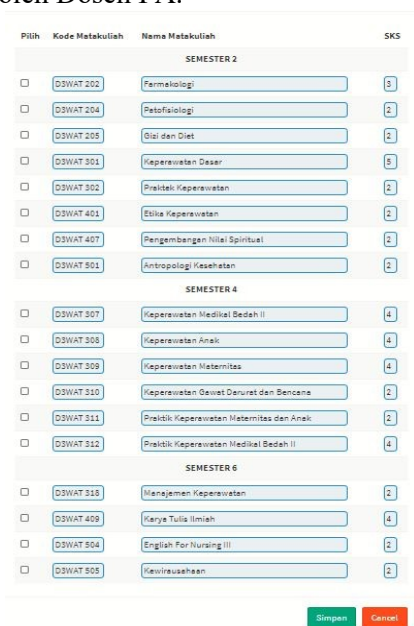 oleh Dosen PA.
Pilih Kode Matakuliah Nama Matakuliah SKS
SEMESTER 2
D3WAT 202 Farmakologi 3
D3WAT 204 Patofisiologi 2
D3WAT 205 Gizi dan Diet 2
D3WAT 301 Keperawatan Dasar 5
D3WAT 302 Praktek Keperawatan 2
D3WAT 401 Etika Keperawatan 2
D3WAT 407 Pengembangan Nilai Spiritual 2
D3WAT 501 Antropologi Kesehatan 2
SEMESTER 4
D3WAT 307 Keperawatan Medikal Bedah II 4
D3WAT 308 Keperawatan Anak 4
D3WAT 309 Keperawatan Maternitas 4
D3WAT 310 Keperawatan Gawat Darurat dan Bencana 2
D3WAT 311 Praktik Keperawatan Maternitas dan Anak 2
D3WAT 312 Praktik Keperawatan Medikal Bedah II 4
SEMESTER 6
D3WAT 318 Manajemen Keperawatan 2
D3WAT 409 Karya Tulis Ilmiah 4
D3WAT 504 English For Nursing III 2
D3WAT 505 Kewirausahaan 2
Simpan Cancel